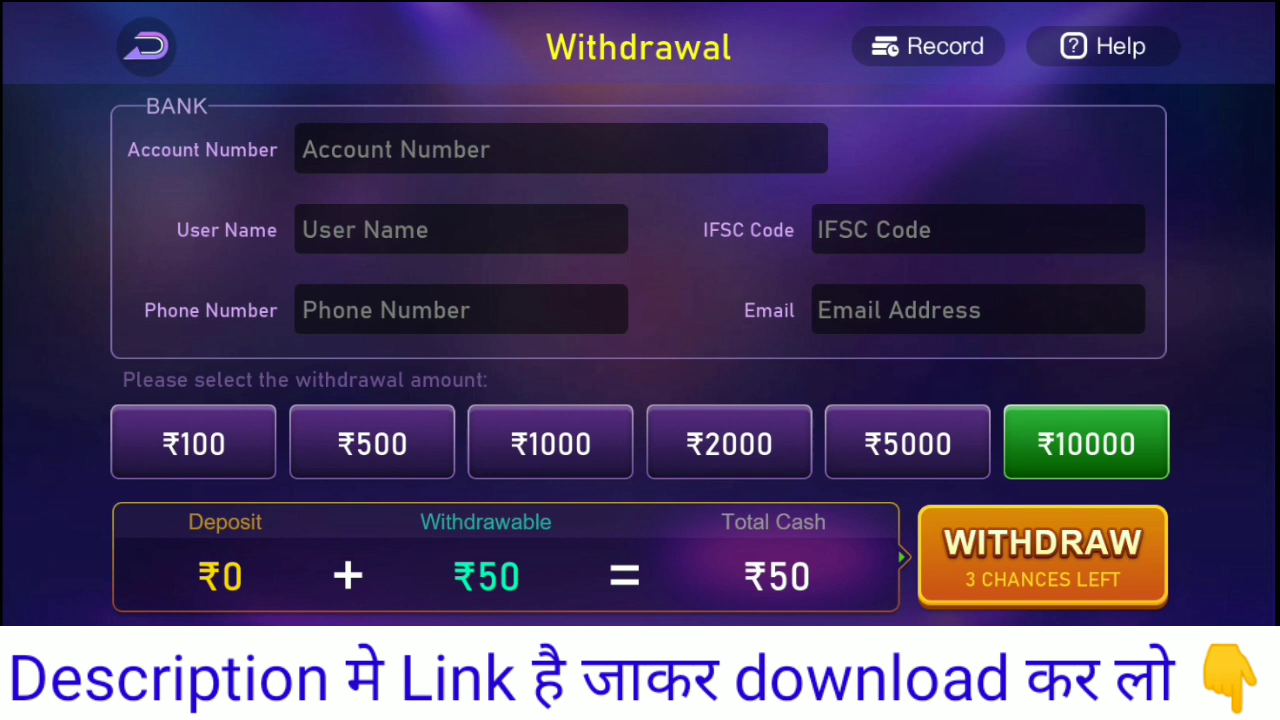 Withdrawal
Record
? Help
BANK
Account Number Account Number
User Name User Name IFSC Code IFSC Code
Phone Number Phone Number Email Email Address
Please select the withdrawal amount:
₹100 ₹500 ₹1000 ₹2000 ₹5000 ₹10000
Deposit Withdrawable Total Cash
₹0 + ₹50 = ₹50
WITHDRAW
3 CHANCES LEFT
Description मे Link है जाकर download कर लो 👇